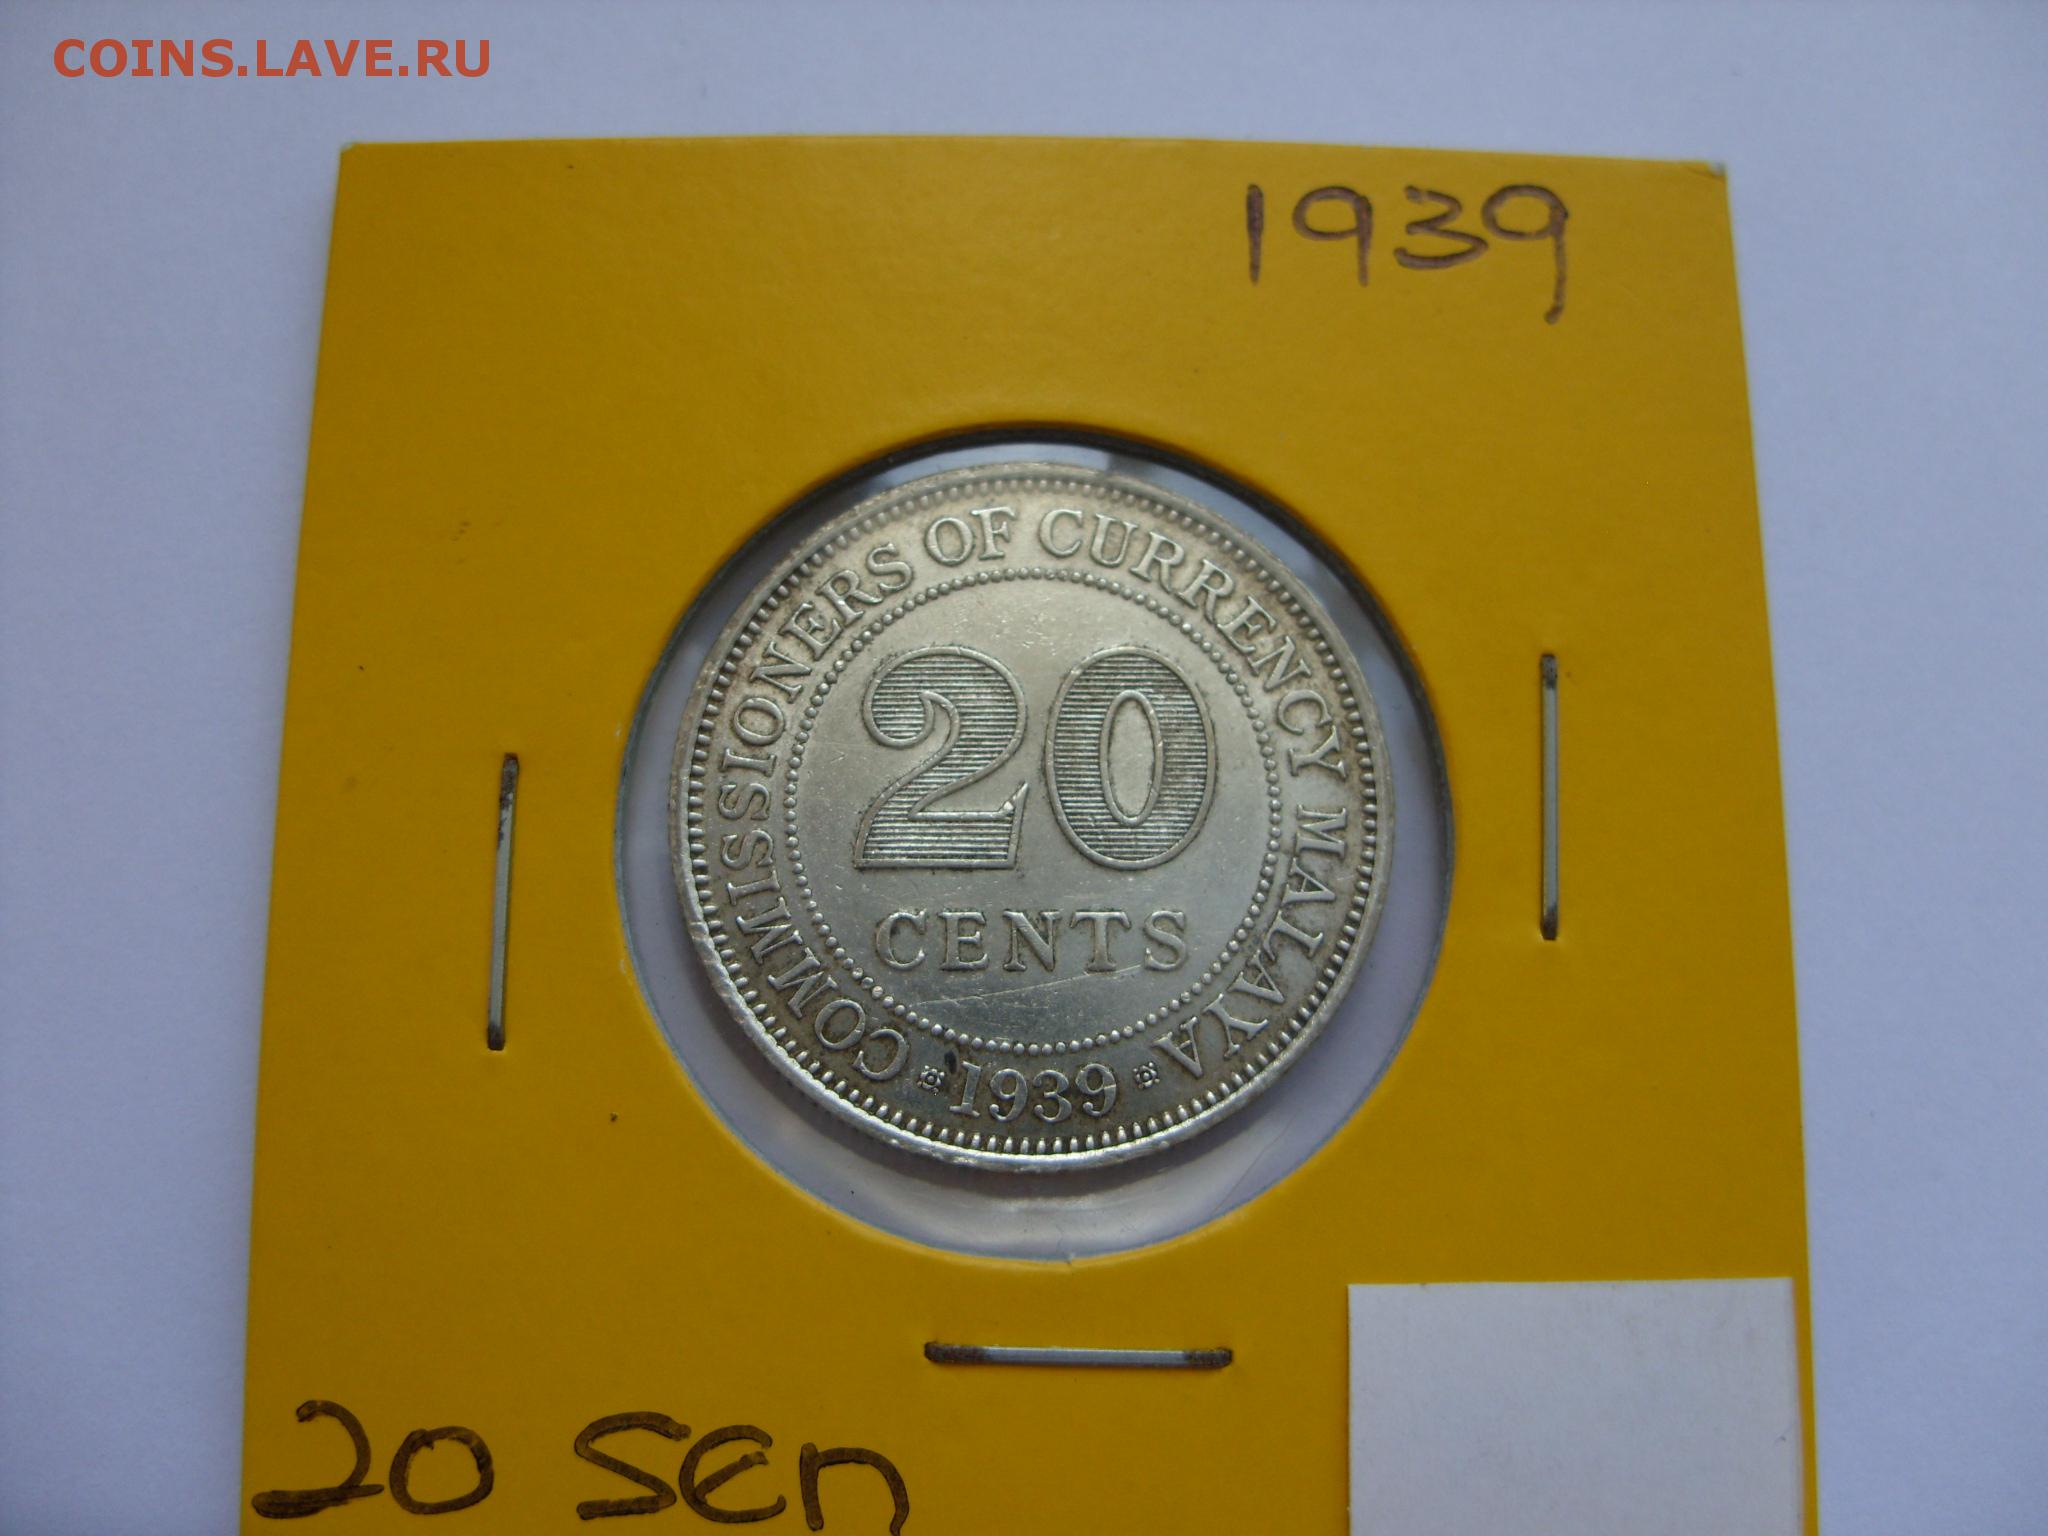 COINS.LAVE.RU
1939
COMMISSIONERS OF CURRENCY MALAYA
20
CENTS
1939
20 sen